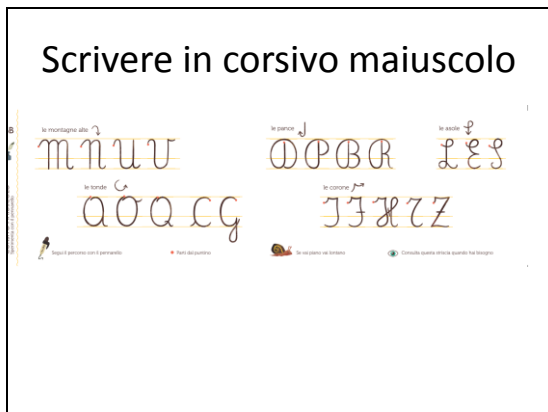 Scrivere in corsivo maiuscolo
le montagne alte
M N U V
le pance
D P B R
le asole
L E S
le tonde
A O Q C G
le corone
I F H T Z
Segui il percorso con il pennarello
Parti dal puntino
Se vai piano vai lontano
Consulta questa striscia quando hai bisogno